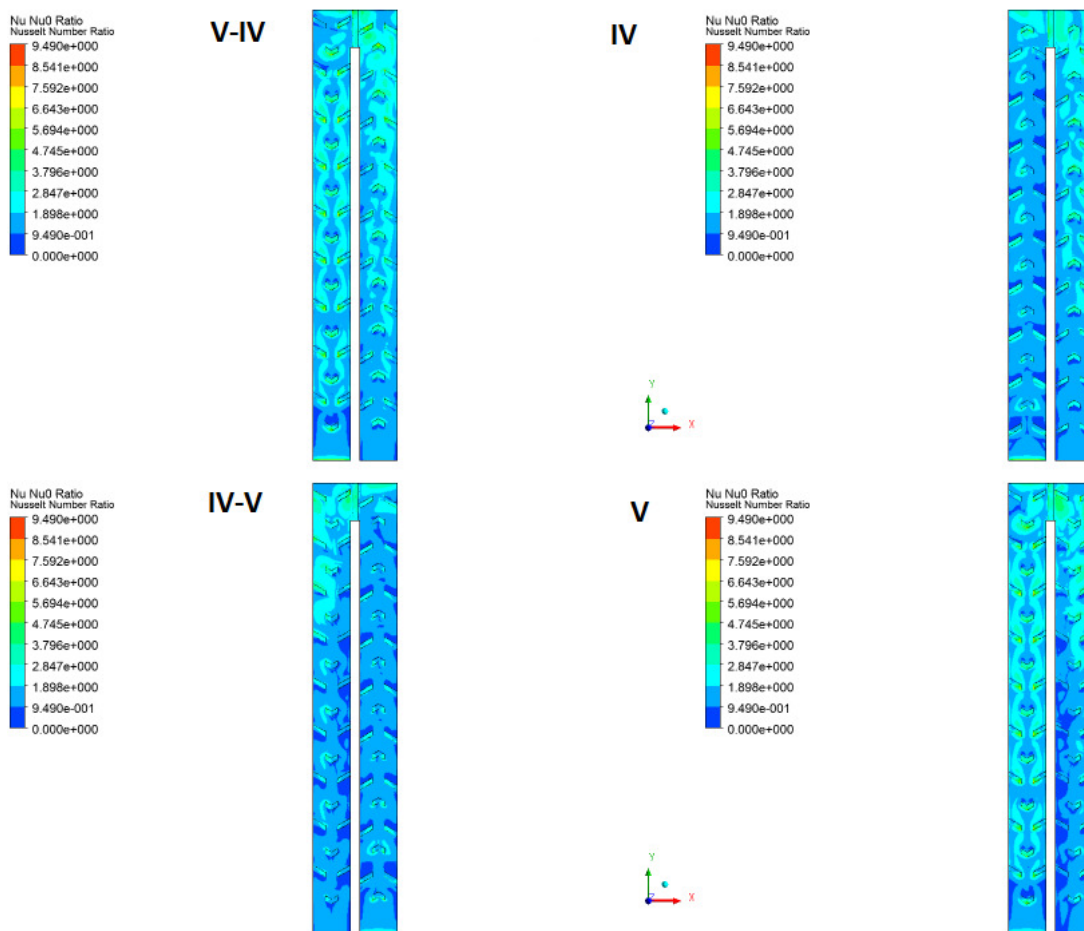 Nu Nu0 Ratio
Nusselt Number Ratio
9.490e+000
8.541e+000
7.592e+000
6.643e+000
5.694e+000
4.745e+000
3.796e+000
2.847e+000
1.898e+000
9.490e-001
0.000e+000
V-IV
Nu Nu0 Ratio
Nusselt Number Ratio
9.490e+000
8.541e+000
7.592e+000
6.643e+000
5.694e+000
4.745e+000
3.796e+000
2.847e+000
1.898e+000
9.490e-001
0.000e+000
IV
Y
Z
X
Nu Nu0 Ratio
Nusselt Number Ratio
9.490e+000
8.541e+000
7.592e+000
6.643e+000
5.694e+000
4.745e+000
3.796e+000
2.847e+000
1.898e+000
9.490e-001
0.000e+000
IV-V
Nu Nu0 Ratio
Nusselt Number Ratio
9.490e+000
8.541e+000
7.592e+000
6.643e+000
5.694e+000
4.745e+000
3.796e+000
2.847e+000
1.898e+000
9.490e-001
0.000e+000
V
Y
Z
X